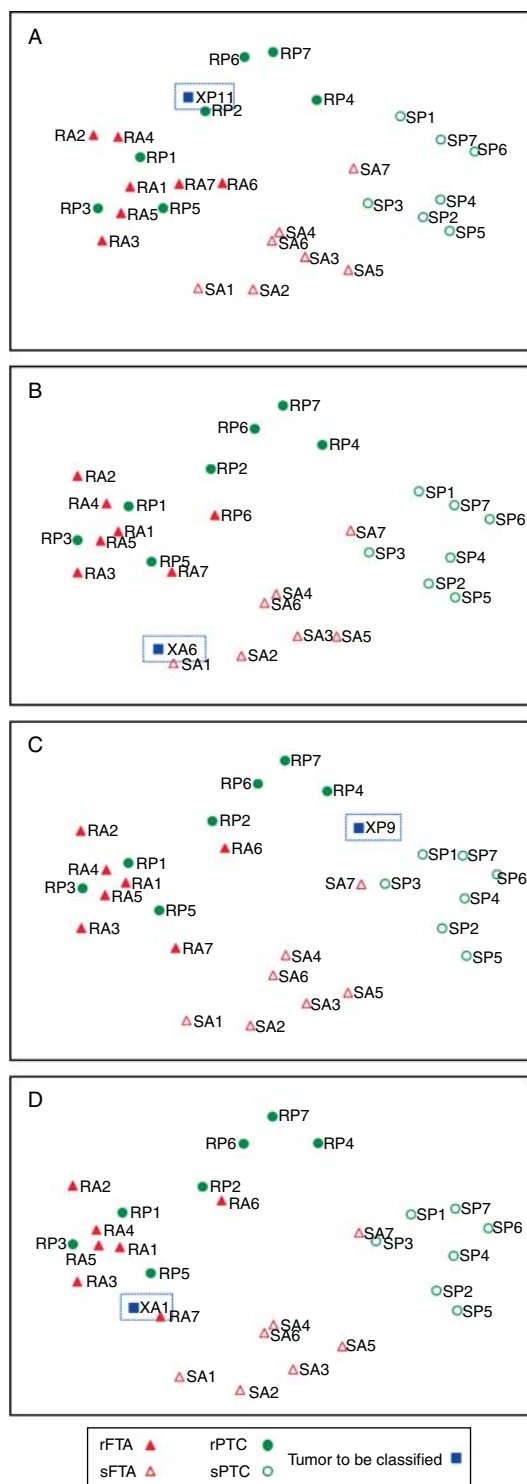 A
RP6
RP7
XP11
RP4
RP2
SP1
RA2
RA4
SP7
RP1
SP6
SA7
RA1
RA7
RA6
RP3
RA5
RP5
SP3
SP4
SP2
RA3
SA4
SP5
SA6
SA3
SA5
SA1
SA2
B
RP7
RP6
RP4
RP2
RA2
SP1
RA4
RP1
SP7
RP6
SP6
RA1
SA7
RP3
RA5
SP3
RP5
SP4
RA3
RA7
SP2
SA4
SA6
SP5
SA3
SA5
XA6
SA2
SA1
C
RP7
RP6
RP4
RP2
XP9
RA2
RA6
SP1
SP7
RA4
RP1
SP6
RP3
RA1
SA7
SP3
RA5
SP4
RP5
RA3
SP2
RA7
SA4
SP5
SA6
SA5
SA3
SA1
SA2
D
RP7
RP6
RP4
RA2
RP2
RA6
RP1
SP1
SP7
RA4
SP6
SA7
RP3
RA1
SP3
RA5
SP4
RA3
RP5
SP2
XA1
RA7
SP5
SA4
SA6
SA5
SA3
SA1
SA2
rFTA
rPTC
Tumor to be classified
sFTA
sPTC